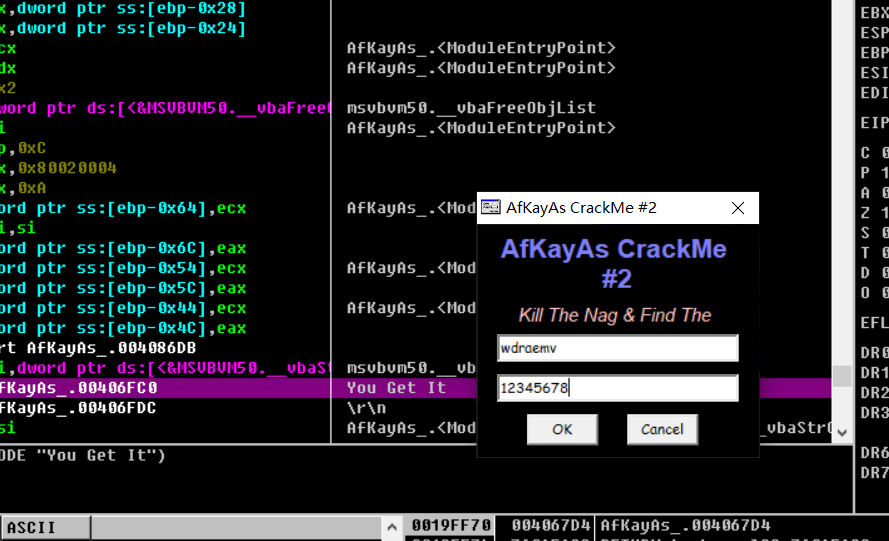 x,dword ptr ss:[ebp-0x28]
x,dword ptr ss:[ebp-0x24]
cx AfKayAs_.<ModuleEntryPoint>
dx AfKayAs_.<ModuleEntryPoint>
x2
word ptr ds:[<&MSVBVM50.__vbaFreeO msvbvm50.__vbaFreeObjList
i AfKayAs_.<ModuleEntryPoint>
p,0xC
x,0x80020004
x,0xA
ord ptr ss:[ebp-0x64],ecx AfKayAs_.<Mod
i,si
ord ptr ss:[ebp-0x6C],eax
ord ptr ss:[ebp-0x54],ecx AfKayAs_.<Mod
ord ptr ss:[ebp-0x5C],eax
ord ptr ss:[ebp-0x44],ecx AfKayAs_.<Mod
ord ptr ss:[ebp-0x4C],eax
rt AfKayAs_.004086DB
i,dword ptr ds:[<&MSVBVM50.__vbaSt msvbvm50.__vb
fKayAs_.00406FC0 You Get It
fKayAs_.00406FDC \r\n
si AfKayAs_.<Mod _vbaStrC
ODE "You Get It")
AfKayAs CrackMe #2
AfKayAs CrackMe
#2
Kill The Nag & Find The
wdraemv
12345678
OK Cancel
EBX
ESP
EBP
ESI
EDI
EIP
C 0
P 1
A 0
Z 1
S 0
T 0
D 0
O 0
EFL
DR0
DR1
DR2
DR3
DR6
DR7
ASCII
0019FF70 004067D4 AfKayAs_.004067D4